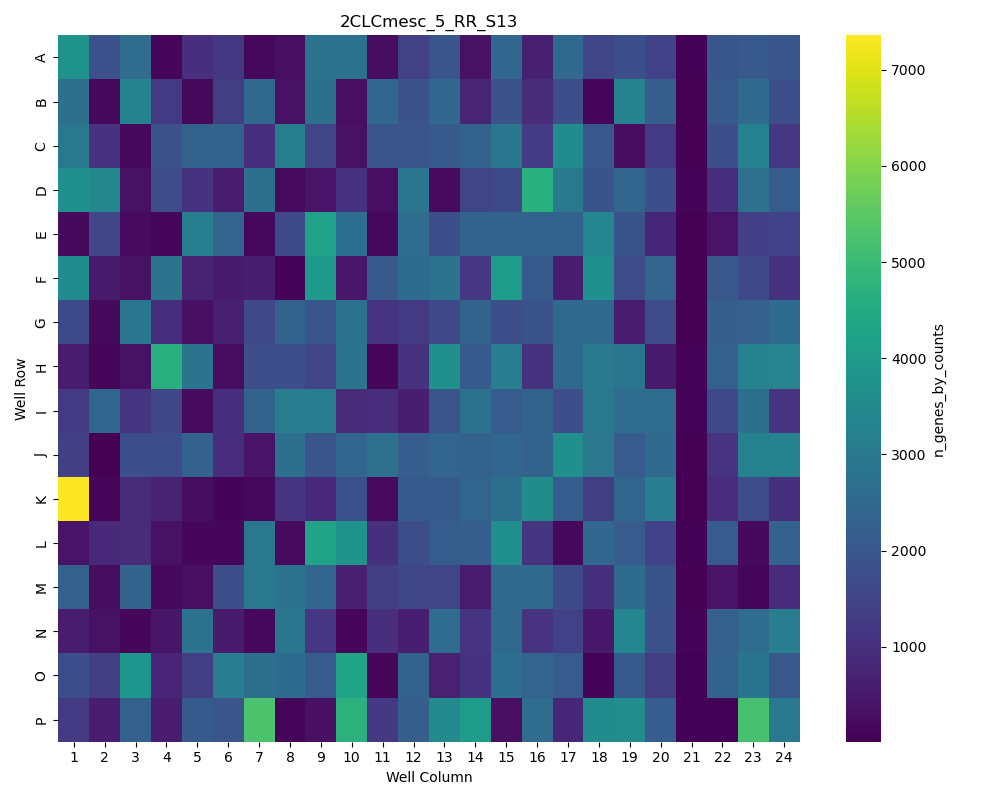 2CLCmesc_5_RR_S13
A
B
C
D
E
F
G
H
I
J
K
L
M
N
O
P
Well Row
1 2 3 4 5 6 7 8 9 10 11 12 13 14 15 16 17 18 19 20 21 22 23 24
Well Column
7000
6000
5000
4000
3000
2000
1000
n_genes_by_counts